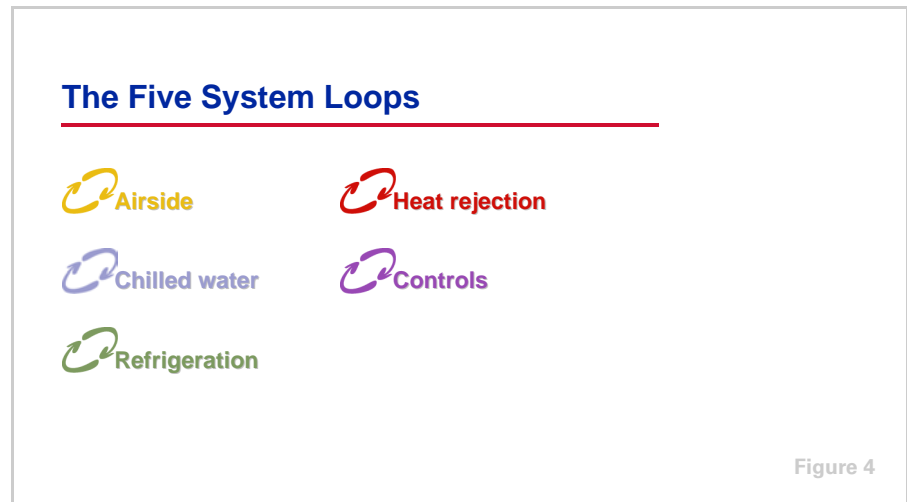 The Five System Loops
Airside
Heat rejection
Chilled water
Controls
Refrigeration
Figure 4